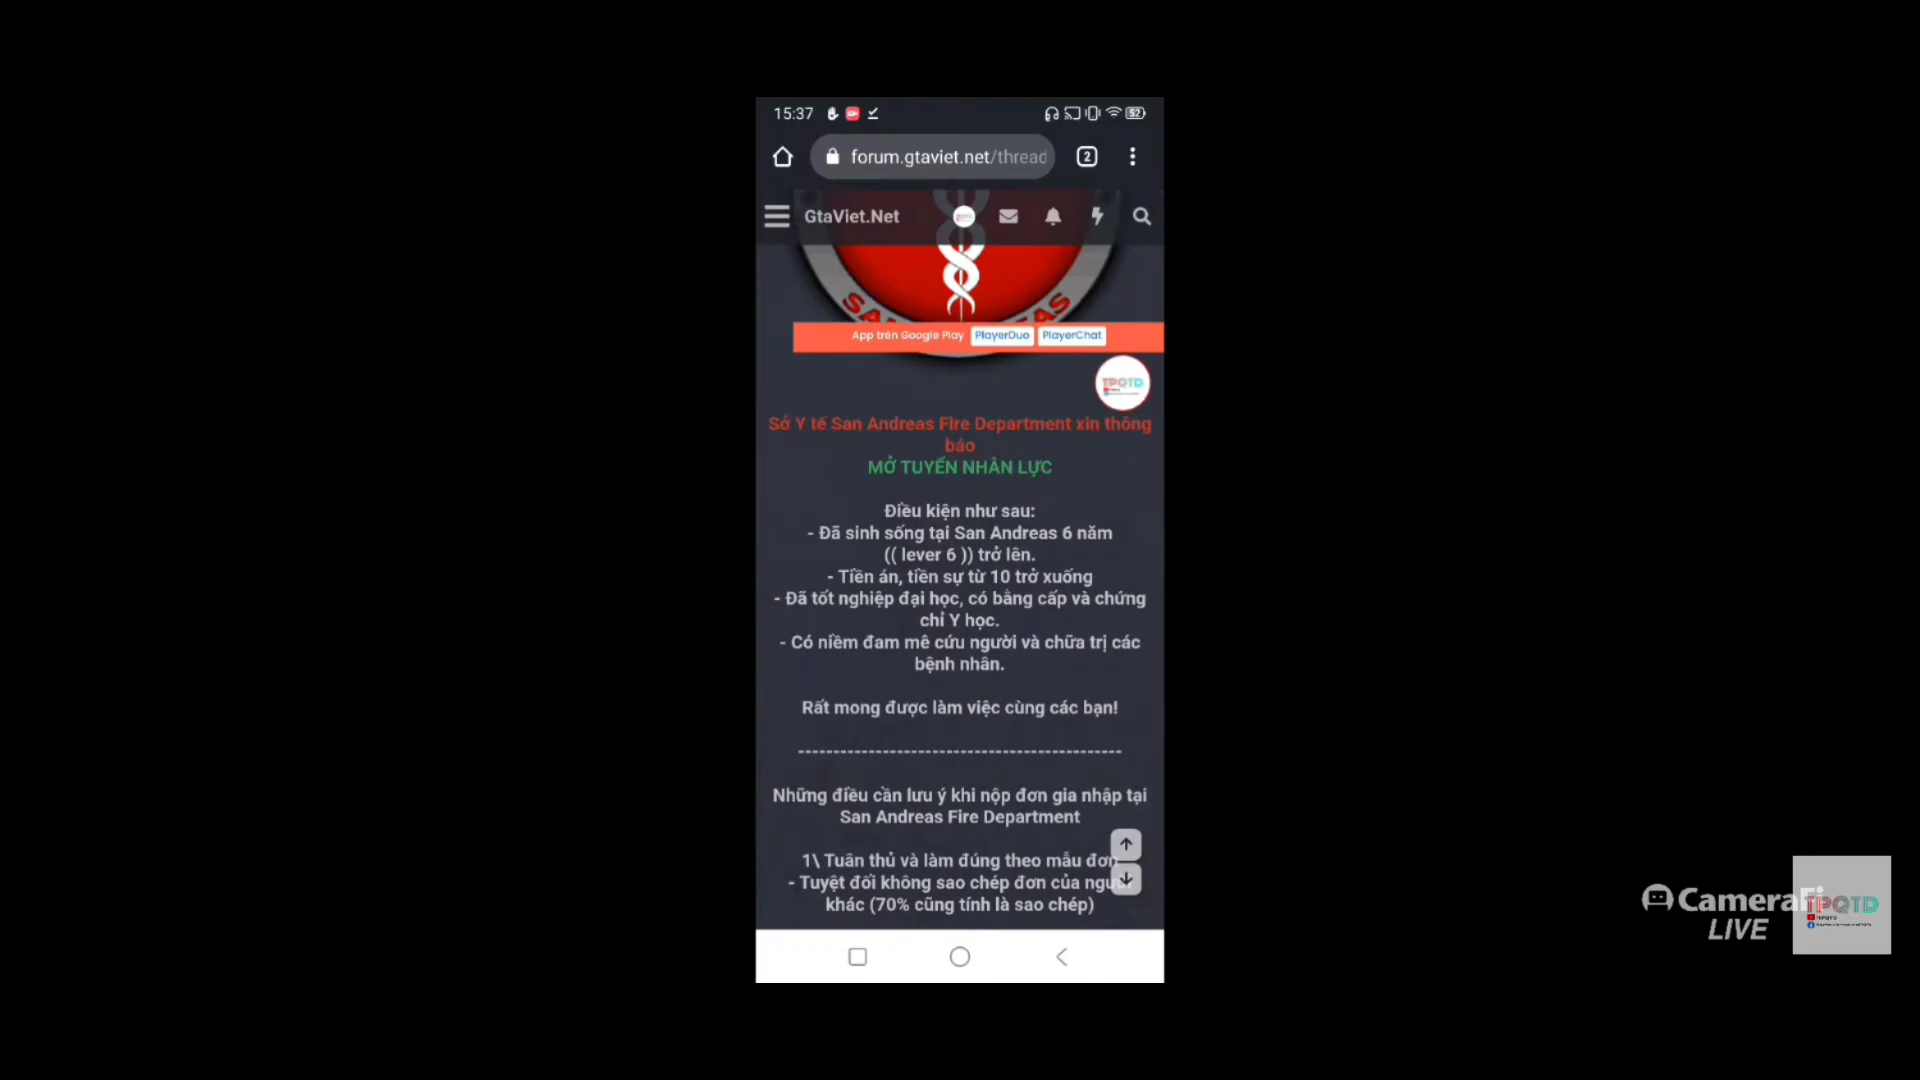 15:37
52
forum.gtaviet.net/thread
2
GtaViet.Net
App trên Google Play PlayerDuo PlayerChat
TPQTD
Sở Y tế San Andreas Fire Department xin thông
báo
MỞ TUYỂN NHÂN LỰC
Điều kiện như sau:
- Đã sinh sống tại San Andreas 6 năm
(( lever 6 )) trở lên.
- Tiền án, tiền sự từ 10 trở xuống
- Đã tốt nghiệp đại học, có bằng cấp và chứng
chỉ Y học.
- Có niềm đam mê cứu người và chữa trị các
bệnh nhân.
Rất mong được làm việc cùng các bạn!
----------------------------------------------
Những điều cần lưu ý khi nộp đơn gia nhập tại
San Andreas Fire Department
1\ Tuân thủ và làm đúng theo mẫu đơn
- Tuyệt đối không sao chép đơn của người
khác (70% cũng tính là sao chép)
CameraFi
LIVE
TPQTD